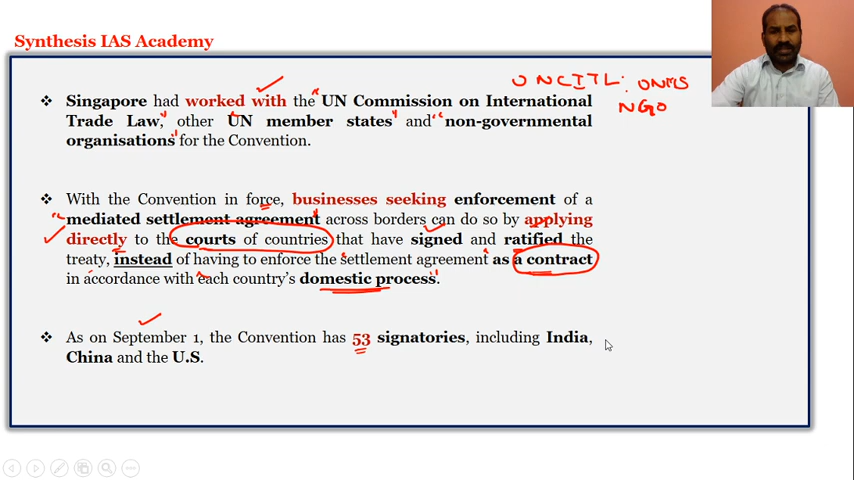 Synthesis IAS Academy
UNCITL: UNMS
NGO
❖ Singapore had worked with the UN Commission on International
Trade Law, other UN member states and non-governmental
organisations for the Convention.
❖ With the Convention in force, businesses seeking enforcement of a
mediated settlement agreement across borders can do so by applying
directly to the courts of countries that have signed and ratified the
treaty, instead of having to enforce the settlement agreement as a contract
in accordance with each country's domestic process.
❖ As on September 1, the Convention has 53 signatories, including India,
China and the U.S.